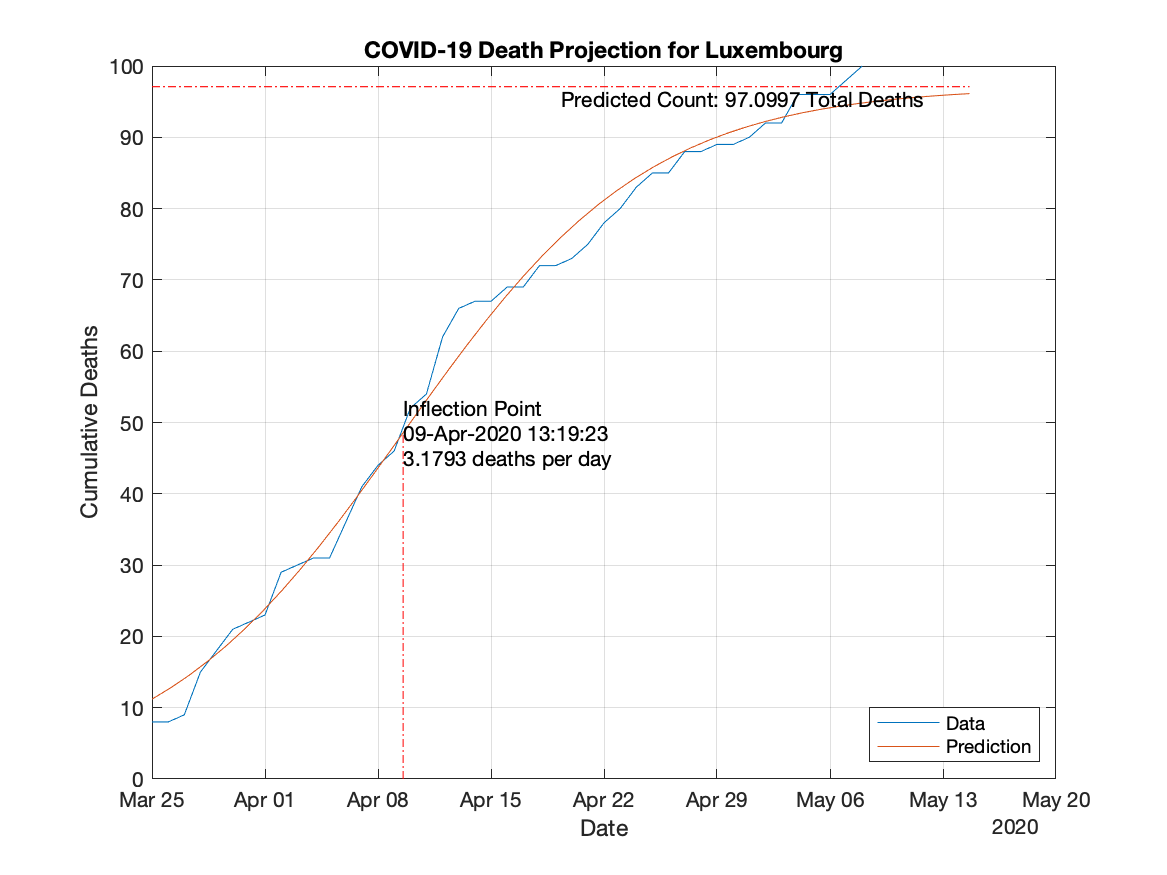 COVID-19 Death Projection for Luxembourg
100
Predicted Count: 97.0997 Total Deaths
90
80
70
60
50
Inflection Point
09-Apr-2020 13:19:23
3.1793 deaths per day
40
30
20
10
0
Cumulative Deaths
Data
Prediction
Mar 25 Apr 01 Apr 08 Apr 15 Apr 22 Apr 29 May 06 May 13 May 20
Date
2020